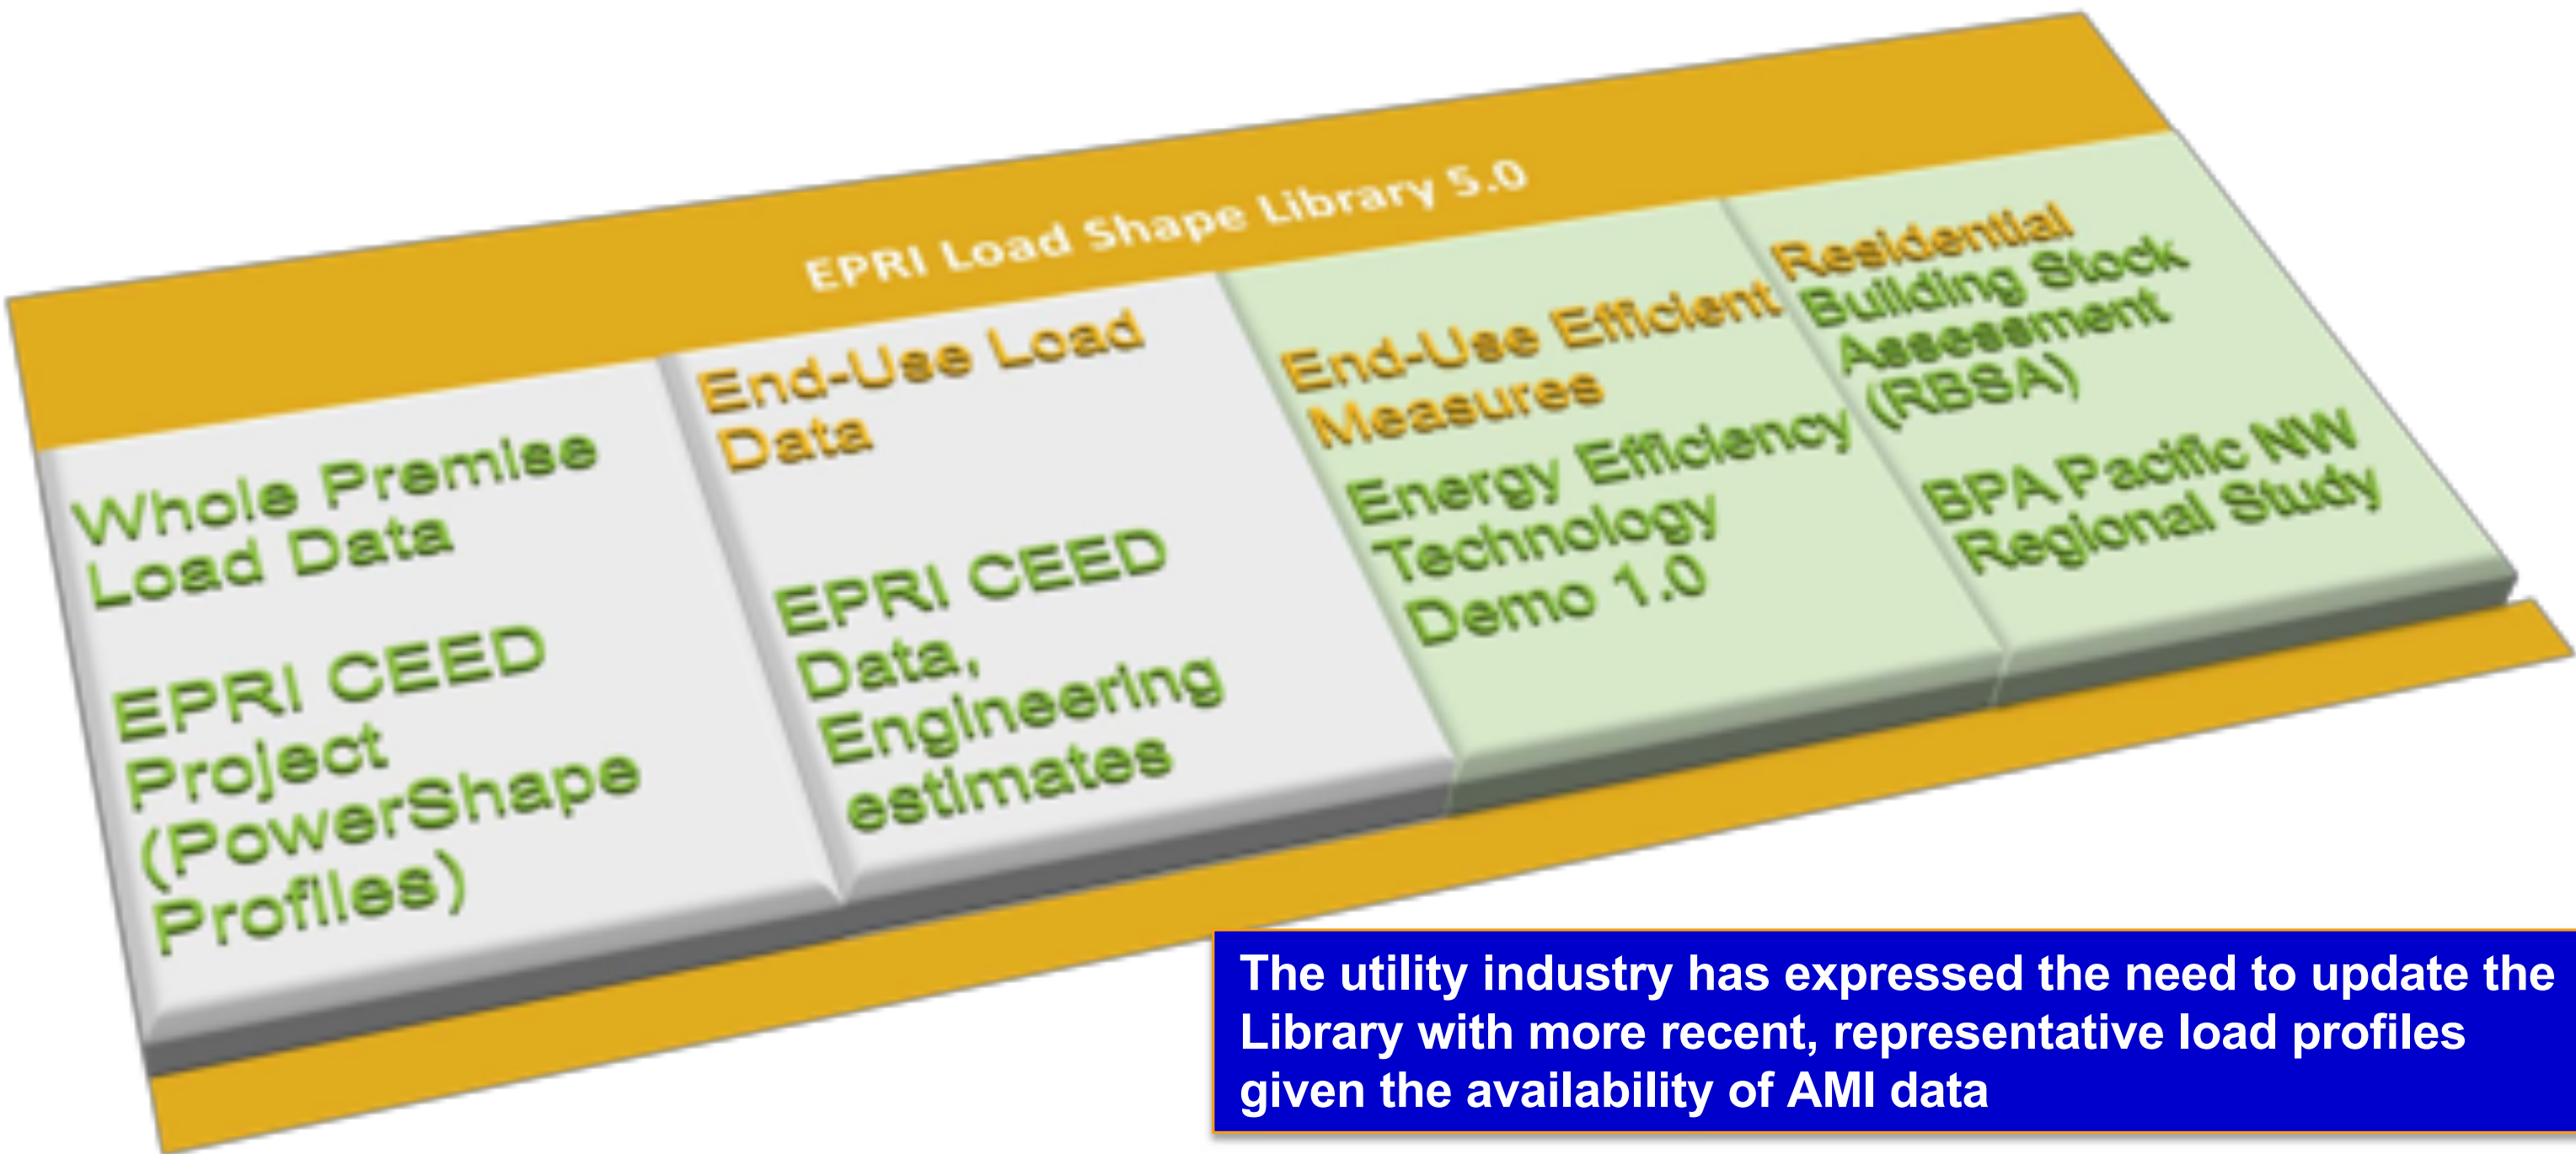 EPRI Load Shape Library 5.0
Whole Premise
Load Data
EPRI CEED
Project
(PowerShape
Profiles)
End-Use Load
Data
EPRI CEED
Data,
Engineering
estimates
End-Use Efficient
Measures
Energy Efficiency
Technology
Demo 1.0
Residential
Building Stock
Assessment
(RBSA)
BPA Pacific NW
Regional Study
The utility industry has expressed the need to update the
Library with more recent, representative load profiles
given the availability of AMI data